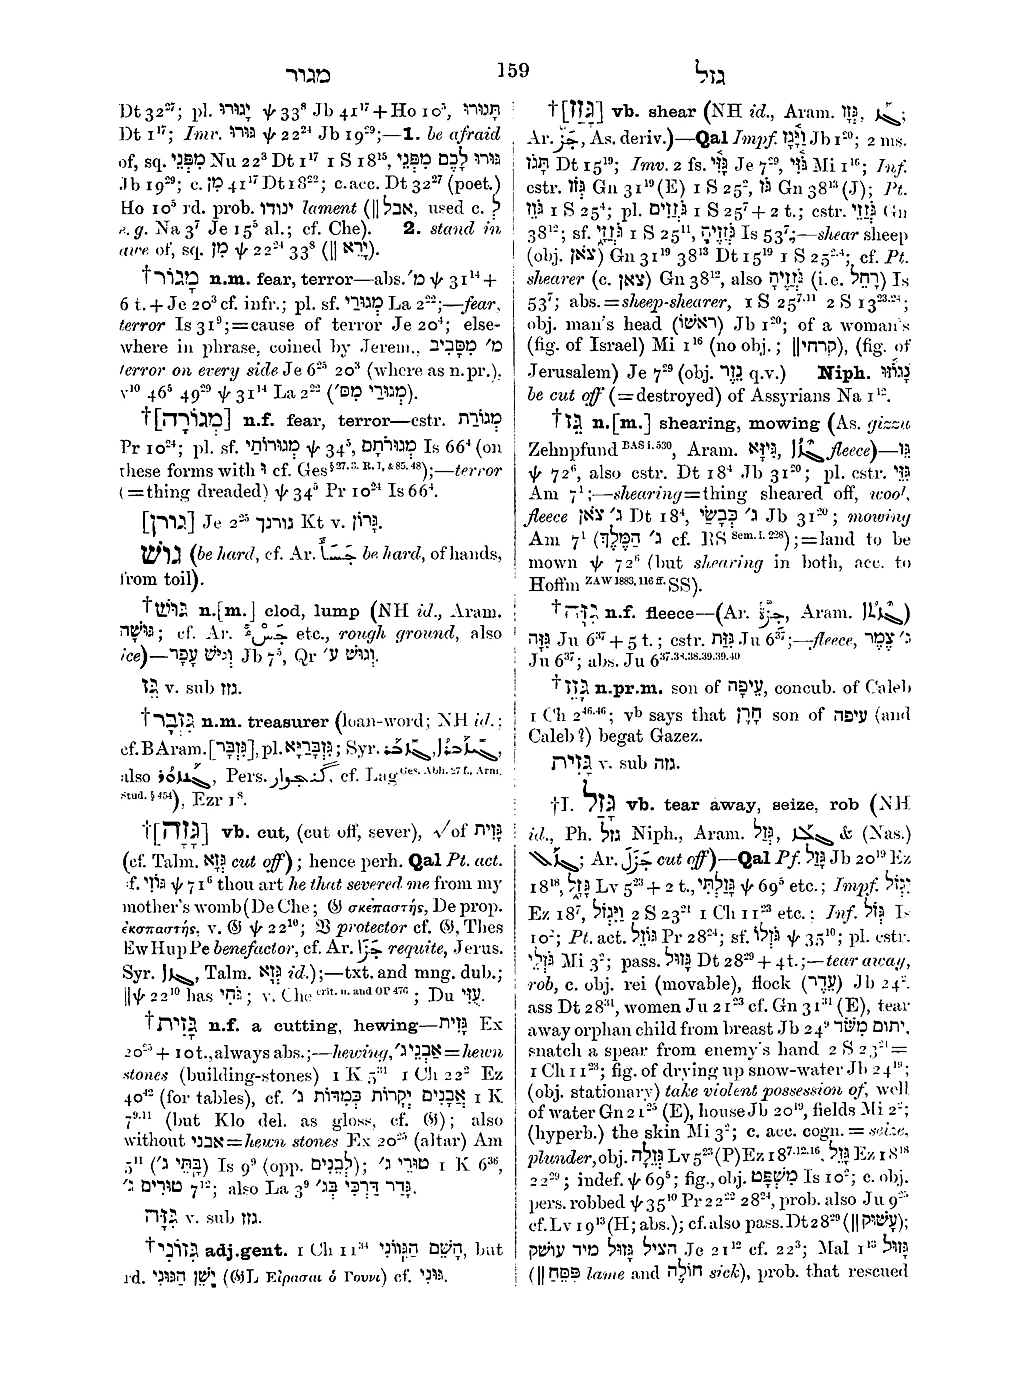 מגור
159
גזל
Dt 32²⁷; pl. יָגוּרוּ ψ 33⁸ Jb 41¹⁷ + Ho 10⁵, תָּגוּרוּ
Dt 1¹⁷; Imr. גּוּרוּ ψ 22²⁴ Jb 19²⁹;—1. be afraid
of, sq. מִפְּנֵי Nu 22³ Dt 1¹⁷ 1 S 18¹⁵, גּוּרוּ לָכֶם מִפְּנֵי
Jb 19²⁹; c. מִן 41¹⁷ Dt 18²²; c. acc. Dt 32²⁷ (poet.)
Ho 10⁵ rd. prob. ינודו lament (|| אבל, used c. ל
e.g. Na 3⁷ Je 15⁵ al.; cf. Che). 2. stand in
awe of, sq. מִן ψ 22²⁴ 33⁸ (|| יָרֵא).
†מָגוֹר n.m. fear, terror—abs. מ׳ ψ 31¹⁴ +
6 t. + Je 20³ cf. infr.; pl. sf. מְגוּרַי La 2²²;—fear,
terror Is 31⁹; = cause of terror Je 20⁴; else-
where in phrase, coined by Jerem., מ׳ מִסָּבִיב
terror on every side Je 6²⁵ 20³ (where as n.pr.),
v¹⁰ 46⁵ 49²⁹ ψ 31¹⁴ La 2²² (מְגוּרַי מִסּ׳).
†[מְגוֹרָה] n.f. fear, terror—cstr. מְגוֹרַת
Pr 10²⁴; pl. sf. מְגוּרוֹתַי ψ 34⁵, מְגוּרֹתָם Is 66⁴ (on
these forms with וּ cf. Ges § 27, 3. R. 1, & 85. 48);—terror
(= thing dreaded) ψ 34⁵ Pr 10²⁴ Is 66⁴.
[גורן] Je 2²⁵ גורנך Kt v. גָּרוֹן.
גושׁ (be hard, cf. Ar. be hard, of hands,
from toil).
†גּוּשׁ n.[m.] clod, lump (NH id., Aram.
גּוּשָׁה; cf. Ar. etc., rough ground, also
ice)—וְגִישׁ עָפָר Jb 7⁵, Qr וְגוּשׁ ע׳.
גֵּז v. sub גזז.
†גִּזְבָּר n.m. treasurer (loan-word; NH id.;
cf. BAram. [גִּזְבַּר], pl. גִּזְבְּרַיָּא; Syr.
also Pers. cf. Lag Ges. Abh. 27 f., Arm.
Stud. § 454), Ezr 1⁸.
†[גָּזָה] vb. cut, (cut off, sever), √ of גָּזִית
(cf. Talm. גְּזָא cut off); hence perh. Qal Pt. act.
sf. גּוֹזִי ψ 71⁶ thou art he that severed me from my
mother's womb (De Che; 𝔊 σκεπαστής, De prop.
ἐκσπαστής, v. 𝔊 ψ 22¹⁰; 𝔙 protector cf. 𝔊, Thes
Ew Hup Pe benefactor, cf. Ar. requite, Jerus.
Syr. Talm. גְּזָא id.);—txt. and mng. dub.;
|| ψ 22¹⁰ has גֹּחִי; v. Che crit. n. and OP 476; Du עֻזִּי.
†גָּזִית n.f. a cutting, hewing—גָּזִית Ex
20²⁵ + 10 t., always abs.;—hewing, אַבְנֵי ג׳ = hewn
stones (building-stones) 1 K 5³¹ 1 Ch 22² Ez
40⁴² (for tables), cf. אֲבָנִים יְקָרוֹת כְּמִדּוֹת ג׳ 1 K
7⁹·¹¹ (but Klo del. as gloss, cf. 𝔊); also
without אבני = hewn stones Ex 20²⁵ (altar) Am
5¹¹ (בָּתֵּי ג׳) Is 9⁹ (opp. לְבֵנִים); טוּרֵי ג׳ 1 K 6³⁶,
טוּרִים ג׳ 7¹²; also La 3⁹ גָּדַר דְּרָכַי בְּג׳.
גִּזָּה v. sub גזז.
†גִּזוֹנִי adj.gent. 1 Ch 11³⁴ הָשֵׁם הַגִּזוֹנִי, but
rd. יָשֵׁן הַגּוּנִי (𝔊L Εἰρασαι ὁ Γουνι) cf. גּוּנִי.
†[גָּזַז] vb. shear (NH id., Aram. גְּזַז,
Ar. As. deriv.)—Qal Impf. וַיָּגָז Jb 1²⁰; 2 ms.
תָּגֹז Dt 15¹⁹; Imv. 2 fs. גָּזִּי Je 7²⁹, גֹּזִּי Mi 1¹⁶; Inf.
cstr. גְּזֹז Gn 31¹⁹ (E) 1 S 25², גֹּז Gn 38¹³ (J); Pt.
גֹּזֵז 1 S 25⁴; pl. גֹּזְזִים 1 S 25⁷ + 2 t.; cstr. גֹּזְזֵי Gn
38¹²; sf. גֹּזְזָי 1 S 25¹¹, גֹּזְזֶיהָ Is 53⁷;—shear sheep
(obj. צאֹן) Gn 31¹⁹ 38¹³ Dt 15¹⁹ 1 S 25²·⁴; cf. Pt.
shearer (c. צאֹן) Gn 38¹², also גֹּזְזֶיהָ (i.e. רָחֵל) Is
53⁷; abs. = sheep-shearer, 1 S 25⁷·¹¹ 2 S 13²³·²⁴;
obj. man's head (ראֹשׁוֹ) Jb 1²⁰; of a woman's
(fig. of Israel) Mi 1¹⁶ (no obj.; || קרחי), (fig. of
Jerusalem) Je 7²⁹ (obj. נֵזֶר q.v.) Niph. נָגוֹזּוּ
be cut off (= destroyed) of Assyrians Na 1¹².
†גֵּז n.[m.] shearing, mowing (As. gizzu
Zehnpfund BAS i. 530, Aram. גִּיזָּא, fleece)—גֵּז
ψ 72⁶, also cstr. Dt 18⁴ Jb 31²⁰; pl. cstr. גִּזֵּי
Am 7¹;—shearing = thing sheared off, wool,
fleece ג׳ צֹאן Dt 18⁴, ג׳ כְּבָשַׂי Jb 31²⁰; mowing
Am 7¹ (ג׳ הַמֶּלֶךְ cf. RS Sem. I. 228); = land to be
mown ψ 72⁶ (but shearing in both, acc. to
Hoffm ZAW 1883, 116 ff. SS).
†גִּזָּה n.f. fleece—(Ar. Aram.
גִּזָּה Ju 6³⁷ + 5 t.; cstr. גִּזַּת Ju 6³⁷;—fleece, ג׳ צֶמֶר
Ju 6³⁷; abs. Ju 6³⁷·³⁸·³⁸·³⁹·³⁹·⁴⁰
†גָּזֵז n.pr.m. son of עֵיפָה, concub. of Caleb
1 Ch 2⁴⁶·⁴⁶; vb says that חָרָן son of עיפה (and
Caleb?) begat Gazez.
גָּזִית v. sub גזה.
†I. גָּזַל vb. tear away, seize, rob (NH
id., Ph. גזל Niph., Aram. גְּזַל, & (Nas.)
Ar. cut off)—Qal Pf. גָּזַל Jb 20¹⁹ Ez
18¹⁸, גָּזָל Lv 5²³ + 2 t., גָּזַלְתִּי ψ 69⁵ etc.; Impf. יִגְזֹל
Ez 18⁷, וַיִּגְזֹל 2 S 23²¹ 1 Ch 11²³ etc.; Inf. גְּזֹל Is
10²; Pt. act. גּוֹזֵל Pr 28²⁴; sf. גֹּזְלוֹ ψ 35¹⁰; pl. cstr.
גֹּזְלֵי Mi 3²; pass. גָּזוּל Dt 28²⁹ + 4 t.;—tear away,
rob, c. obj. rei (movable), flock (עֵדֶר) Jb 24²,
ass Dt 28³¹, women Ju 21²³ cf. Gn 31³¹ (E), tear
away orphan child from breast Jb 24⁹ יתום מִשֹּׁד,
snatch a spear from enemy's hand 2 S 23²¹ =
1 Ch 11²³; fig. of drying up snow-water Jb 24¹⁹;
(obj. stationary) take violent possession of, well
of water Gn 21²⁵ (E), house Jb 20¹⁹, fields Mi 2²;
(hyperb.) the skin Mi 3²; c. acc. cogn. = seize,
plunder, obj. גְּזֵלָה Lv 5²³ (P) Ez 18⁷·¹²·¹⁶, גָּזֵל Ez 18¹⁸
22²⁹; indef. ψ 69⁵; fig., obj. מִשְׁפָּט Is 10²; c. obj.
pers. robbed ψ 35¹⁰ Pr 22²² 28²⁴, prob. also Ju 9²⁵
cf. Lv 19¹³ (H; abs.); cf. also pass. Dt 28²⁹ (|| עָשׁוּק);
הציל גזול מיד עושק Je 21¹² cf. 22³; Mal 1¹³ גָּזוּל
(|| פִּסֵּחַ lame and חוֹלֶה sick), prob. that rescued